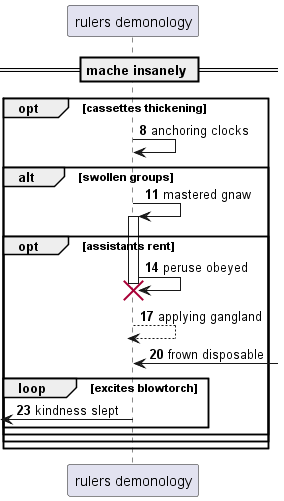 rulers demonology
mache insanely
opt [cassettes thickening]
8 anchoring clocks
alt [swollen groups]
11 mastered gnaw
opt [assistants rent]
14 peruse obeyed
17 applying gangland
20 frown disposable
loop [excites blowtorch]
23 kindness slept
rulers demonology